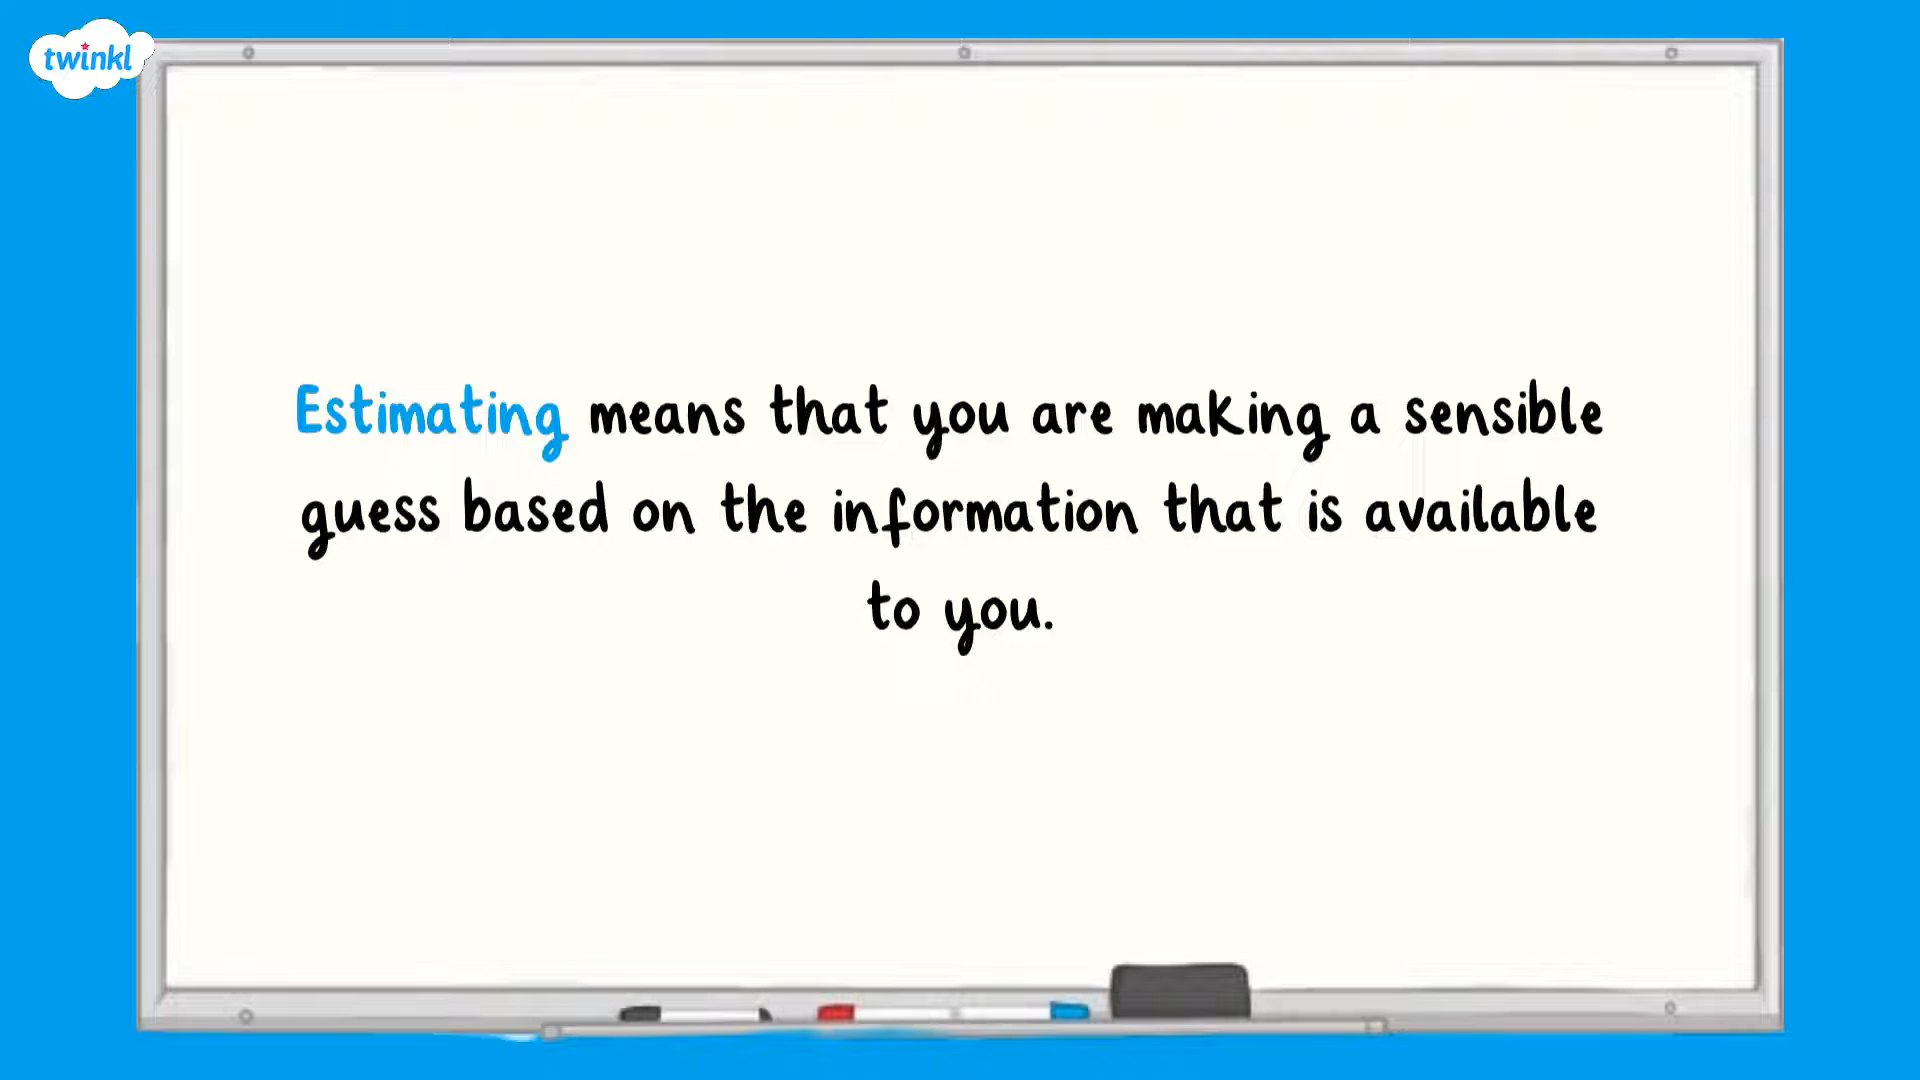 twinkl
Estimating means that you are making a sensible
guess based on the information that is available
to you.